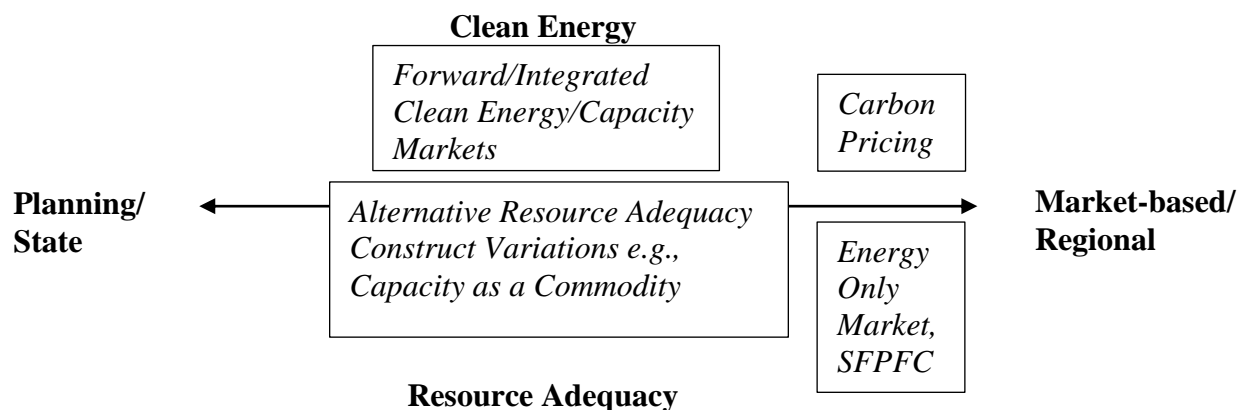 Clean Energy
Forward/Integrated
Clean Energy/Capacity
Markets
Carbon
Pricing
Planning/
State
Alternative Resource Adequacy
Construct Variations e.g.,
Capacity as a Commodity
Market-based/
Regional
Energy
Only
Market,
SFPFC
Resource Adequacy